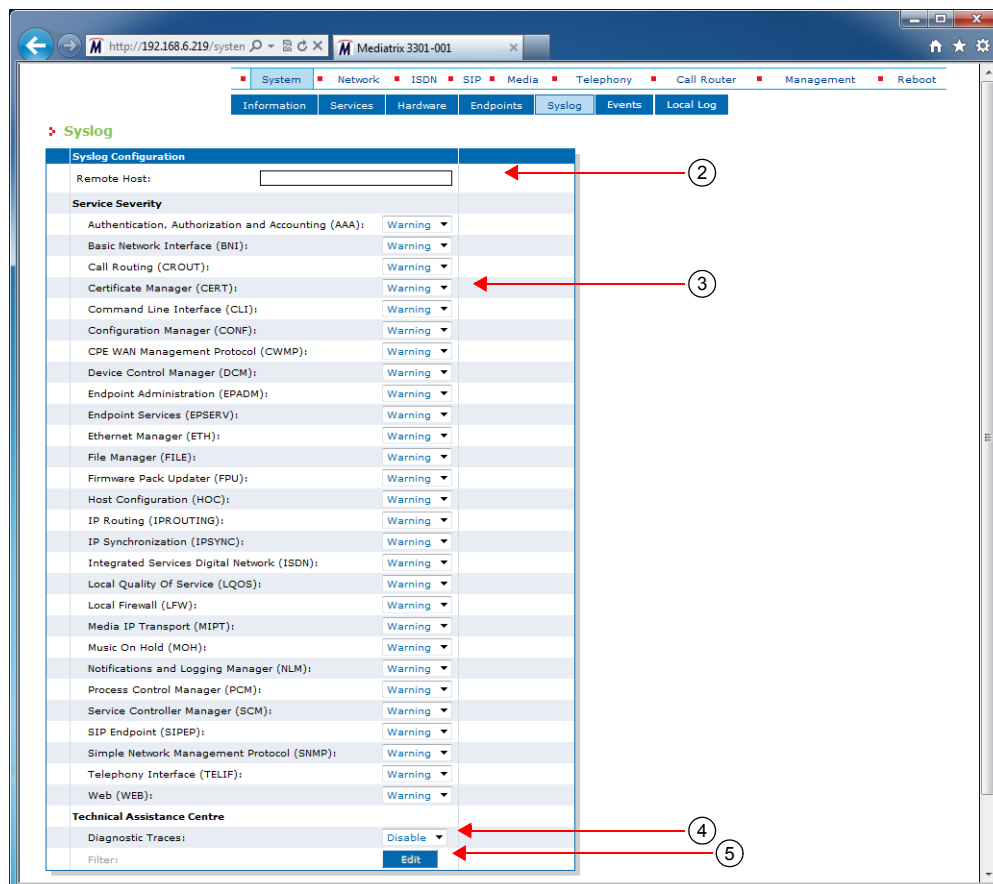 http://192.168.6.219/systen
Mediatrix 3301-001
System Network ISDN SIP Media Telephony Call Router Management Reboot
Information Services Hardware Endpoints Syslog Events Local Log
Syslog
Syslog Configuration
Remote Host:
2
Service Severity
Authentication, Authorization and Accounting (AAA): Warning
Basic Network Interface (BNI): Warning
Call Routing (CROUT): Warning
Certificate Manager (CERT): Warning
3
Command Line Interface (CLI): Warning
Configuration Manager (CONF): Warning
CPE WAN Management Protocol (CWMP): Warning
Device Control Manager (DCM): Warning
Endpoint Administration (EPADM): Warning
Endpoint Services (EPSERV): Warning
Ethernet Manager (ETH): Warning
File Manager (FILE): Warning
Firmware Pack Updater (FPU): Warning
Host Configuration (HOC): Warning
IP Routing (IPROUTING): Warning
IP Synchronization (IPSYNC): Warning
Integrated Services Digital Network (ISDN): Warning
Local Quality Of Service (LQOS): Warning
Local Firewall (LFW): Warning
Media IP Transport (MIPT): Warning
Music On Hold (MOH): Warning
Notifications and Logging Manager (NLM): Warning
Process Control Manager (PCM): Warning
Service Controller Manager (SCM): Warning
SIP Endpoint (SIPEP): Warning
Simple Network Management Protocol (SNMP): Warning
Telephony Interface (TELIF): Warning
Web (WEB): Warning
Technical Assistance Centre
Diagnostic Traces: Disable
4
Filter: Edit
5